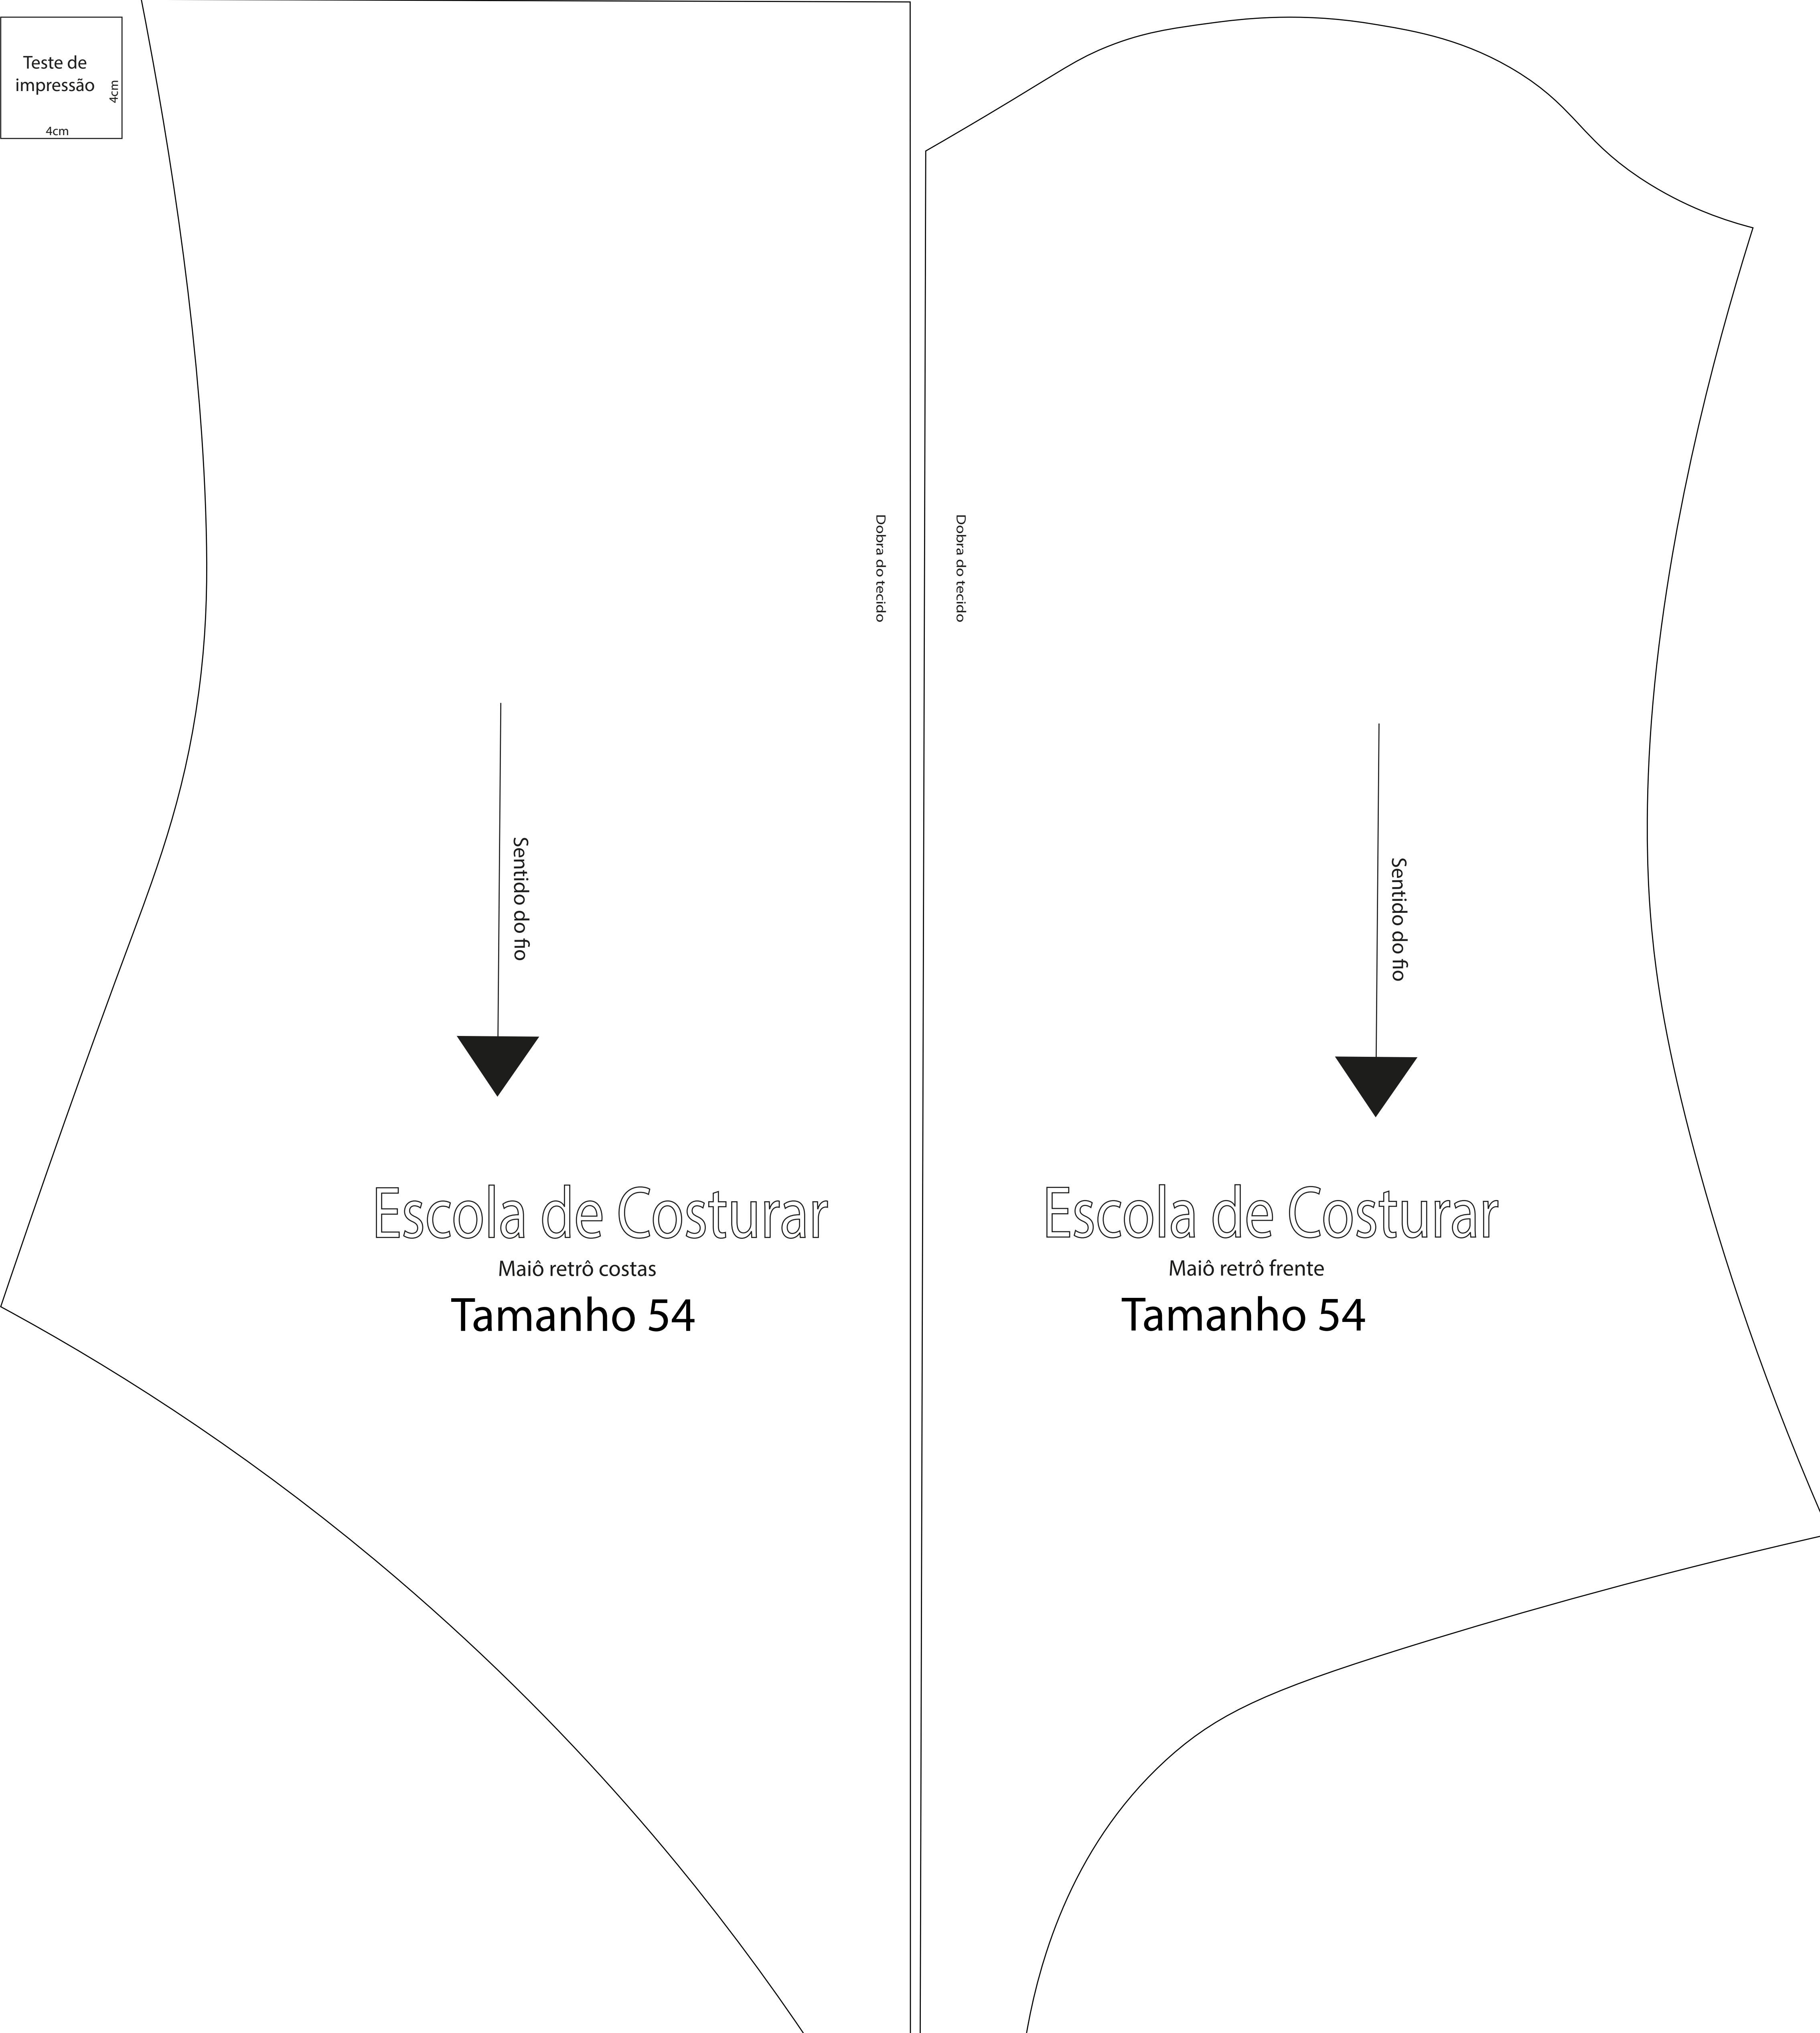 Teste de
impressão
4cm
4cm
Dobra do tecido
Dobra do tecido
Sentido do fio
Sentido do fio
Escola de Costurar
Maiô retrô costas
Tamanho 54
Escola de Costurar
Maiô retrô frente
Tamanho 54